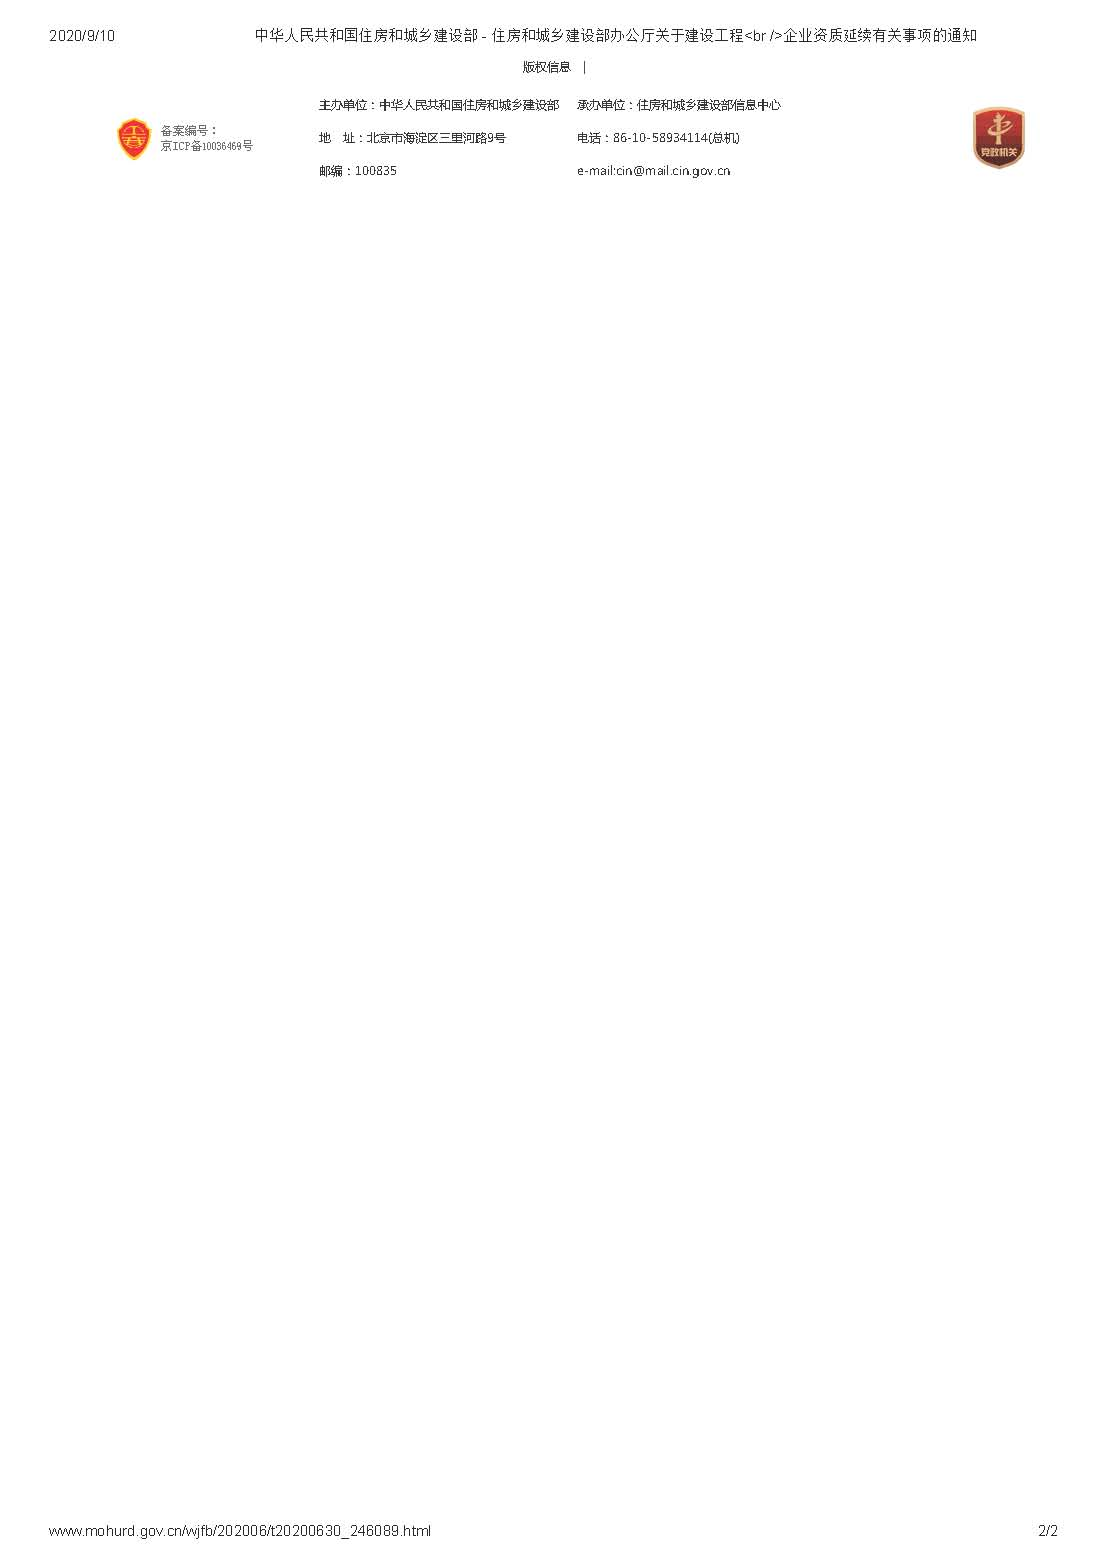 2020/9/10 中华人民共和国住房和城乡建设部 - 住房和城乡建设部办公厅关于建设工程<br />企业资质延续有关事项的通知
版权信息 |
主办单位：中华人民共和国住房和城乡建设部 承办单位：住房和城乡建设部信息中心
备案编号：
京ICP备10036469号
地 址：北京市海淀区三里河路9号 电话：86-10-58934114(总机)
党政机关
邮编：100835 e-mail:cin@mail.cin.gov.cn
www.mohurd.gov.cn/wjfb/202006/t20200630_246089.html 2/2